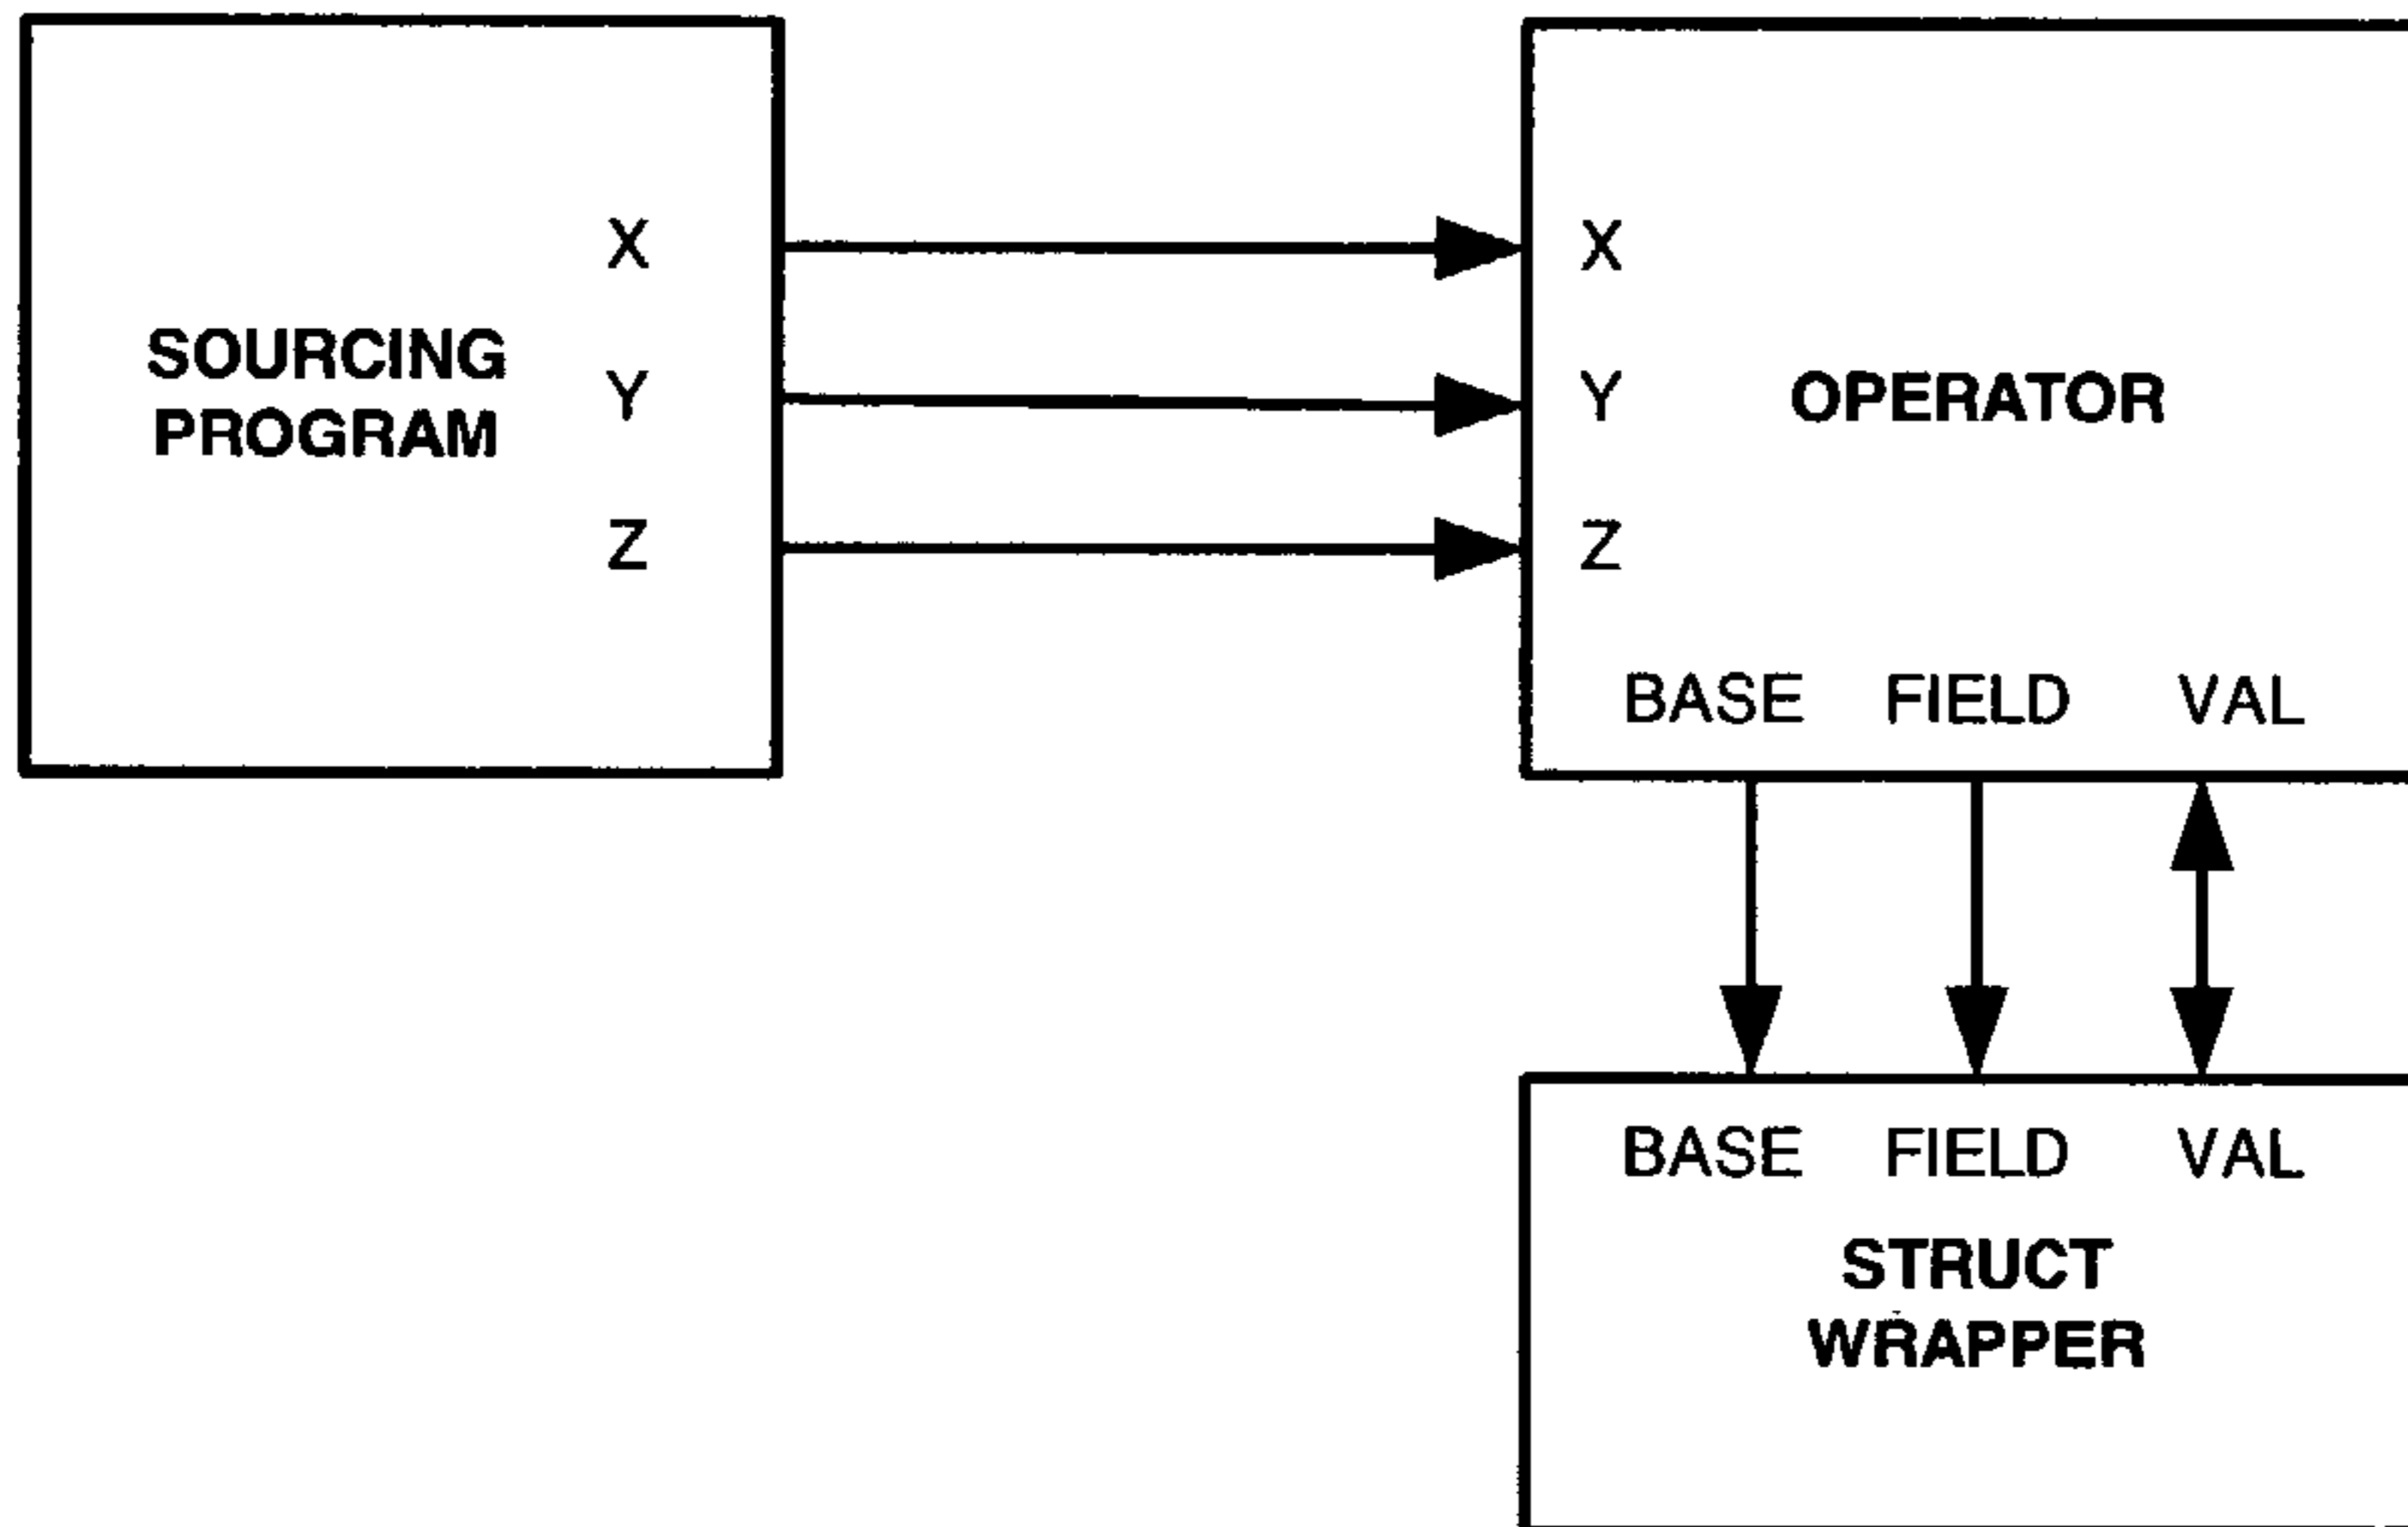 X X
SOURCING
PROGRAM
Y Y
OPERATOR
Z Z
BASE FIELD VAL
BASE FIELD VAL
STRUCT
WRAPPER